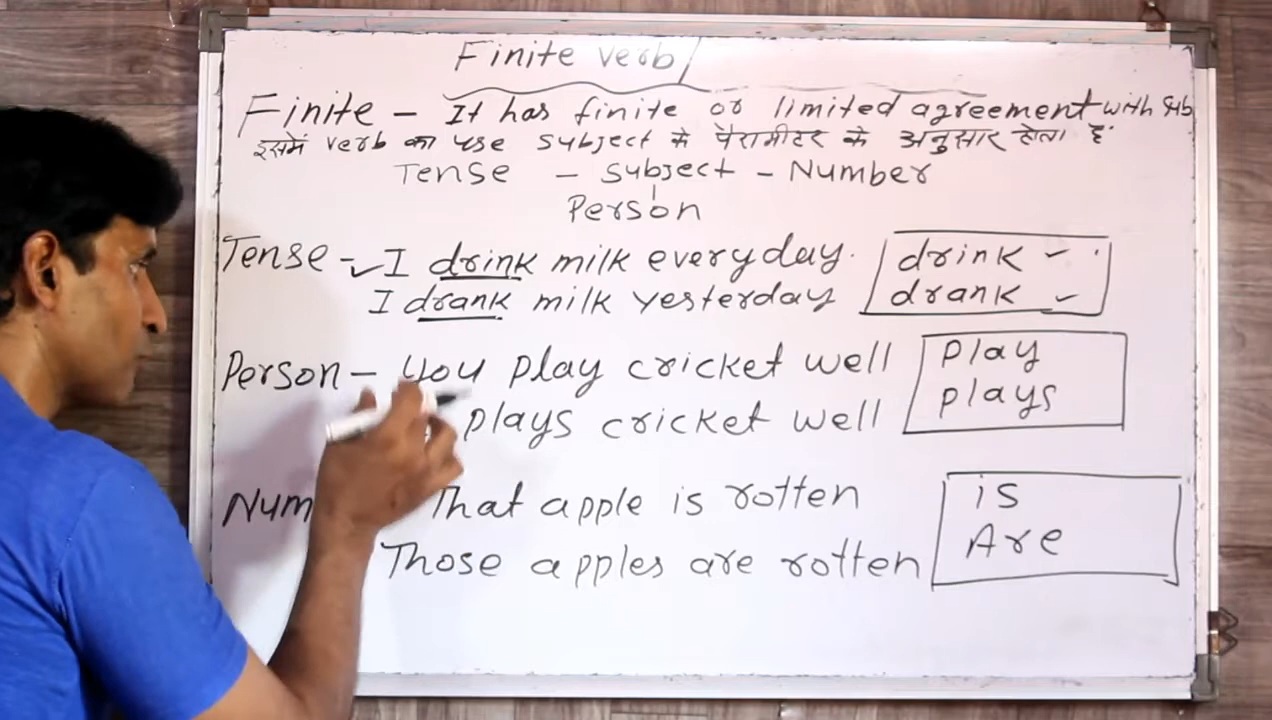 Finite verb
Finite - It has finite or limited agreement with Sub
इसमें verb का use subject के पैरामीटर के अनुसार होता है.
Tense - Subject - Number
Person
Tense - ✓ I drink milk everyday.
I drank milk yesterday
drink ✓
drank ✓
Person - You play cricket well
plays cricket well
Play
plays
Num That apple is rotten
Those apples are rotten
is
Are